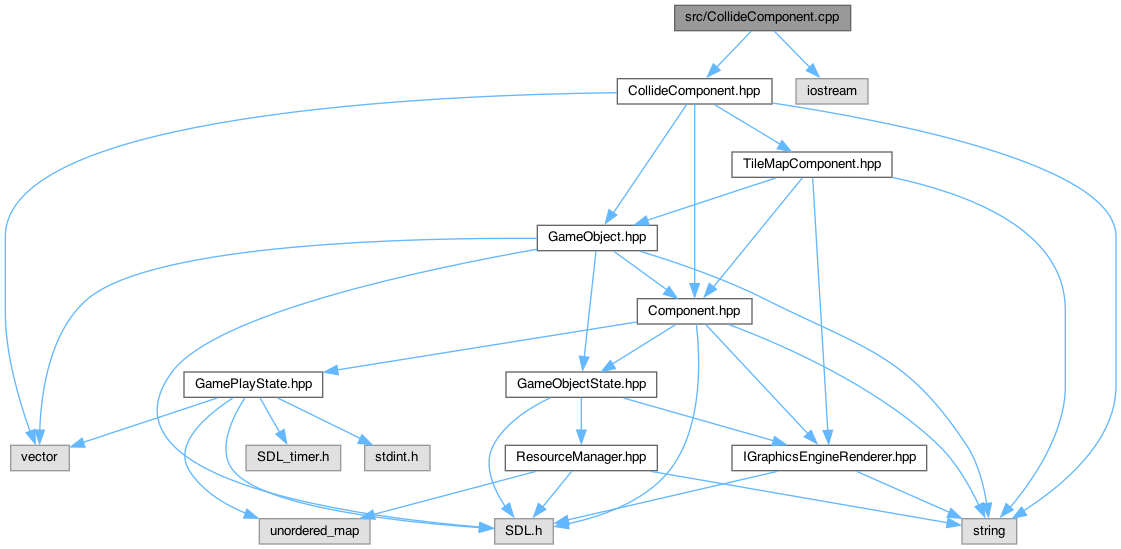 src/CollideComponent.cpp
CollideComponent.hpp
iostream
TileMapComponent.hpp
GameObject.hpp
Component.hpp
GamePlayState.hpp
GameObjectState.hpp
vector
SDL_timer.h
stdint.h
ResourceManager.hpp
IGraphicsEngineRenderer.hpp
unordered_map
SDL.h
string